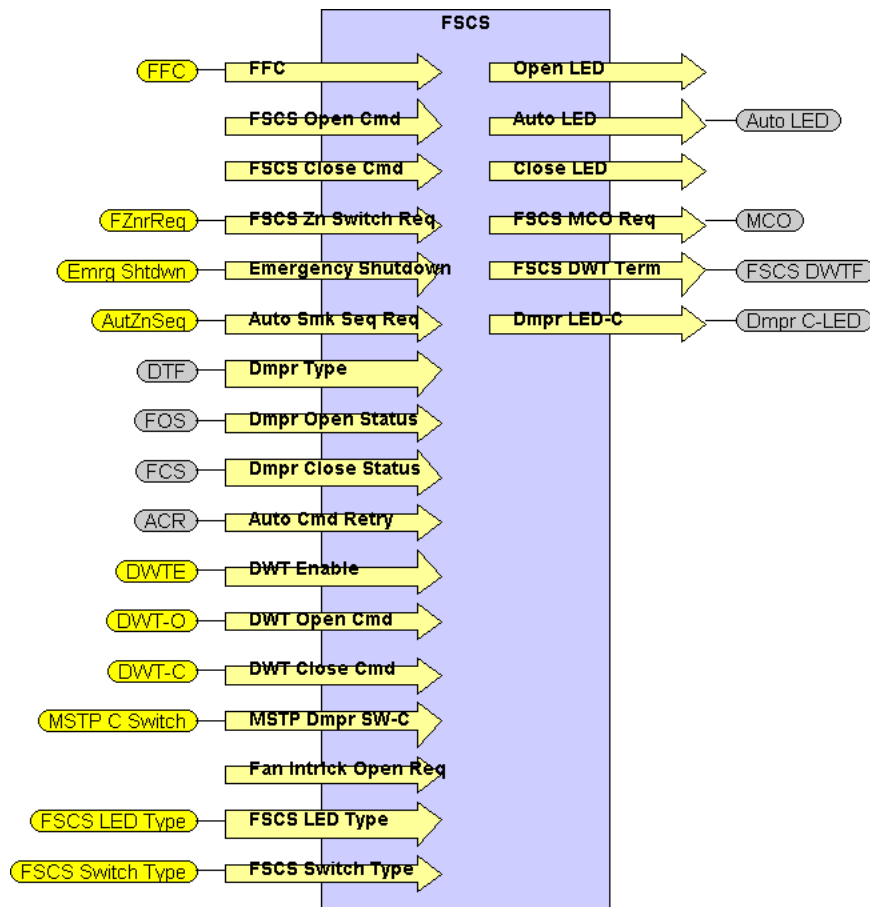 FSCS
FFC FFC Open LED
FSCS Open Cmd Auto LED Auto LED
FSCS Close Cmd Close LED
FZnrReq FSCS Zn Switch Req FSCS MCO Req MCO
Emrg Shtdwn Emergency Shutdown FSCS DWT Term FSCS DWTF
AutZnSeq Auto Smk Seq Req Dmpr LED-C Dmpr C-LED
DTF Dmpr Type
FOS Dmpr Open Status
FCS Dmpr Close Status
ACR Auto Cmd Retry
DWTE DWT Enable
DWT-O DWT Open Cmd
DWT-C DWT Close Cmd
MSTP C Switch MSTP Dmpr SW-C
Fan Intrlck Open Req
FSCS LED Type FSCS LED Type
FSCS Switch Type FSCS Switch Type